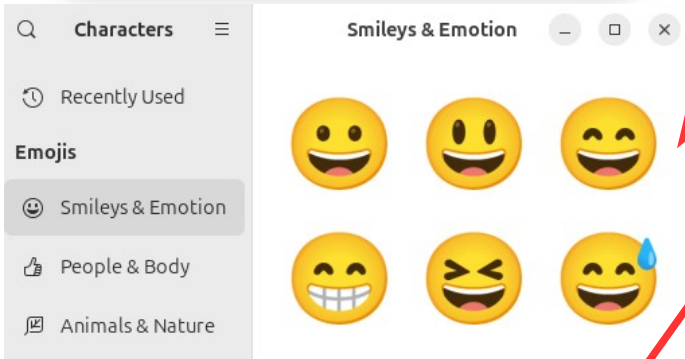 Characters
Smileys & Emotion
Recently Used
Emojis
Smileys & Emotion
People & Body
Animals & Nature